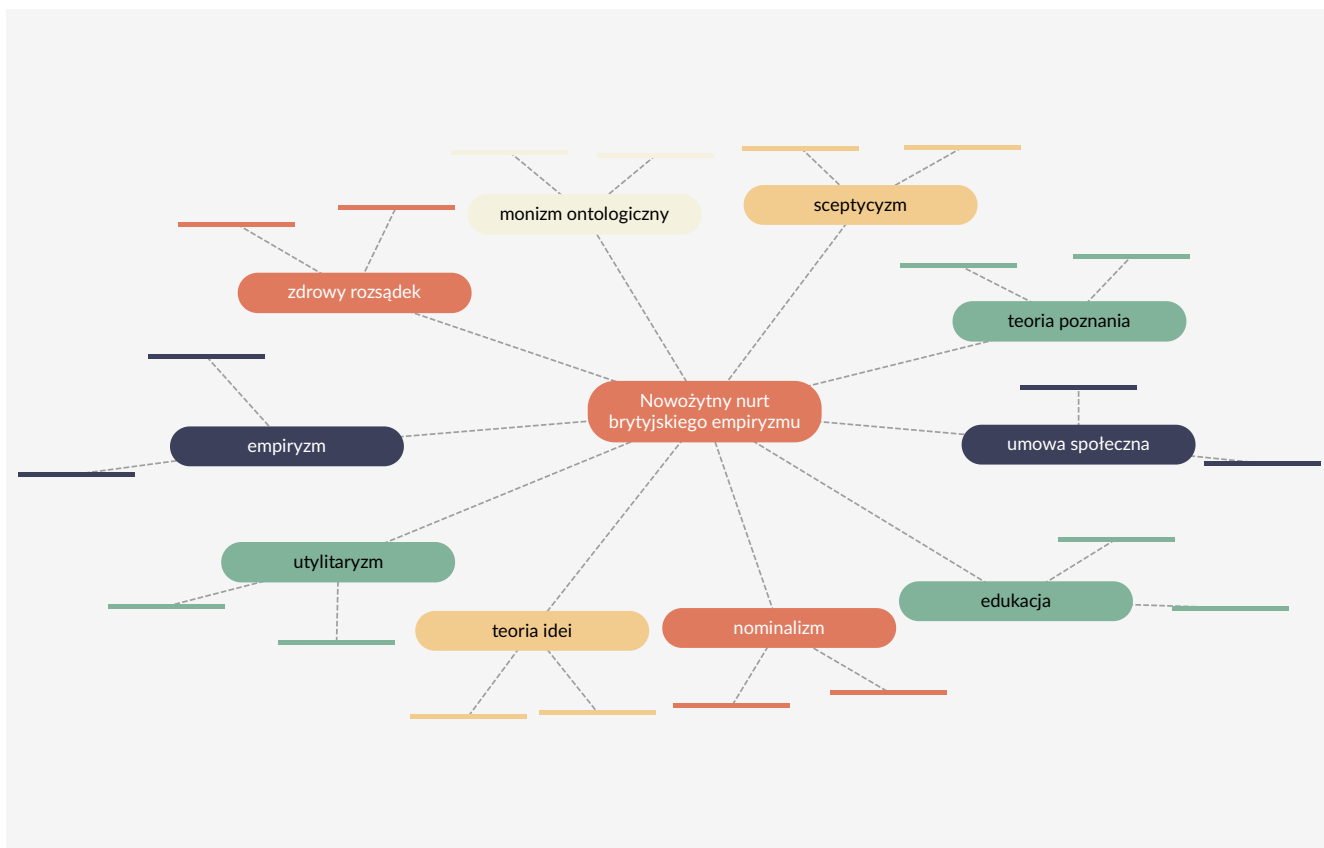 monizm ontologiczny
sceptycyzm
zdrowy rozsądek
teoria poznania
Nowożytny nurt
brytyjskiego empiryzmu
empiryzm
umowa społeczna
utylitaryzm
edukacja
teoria idei
nominalizm